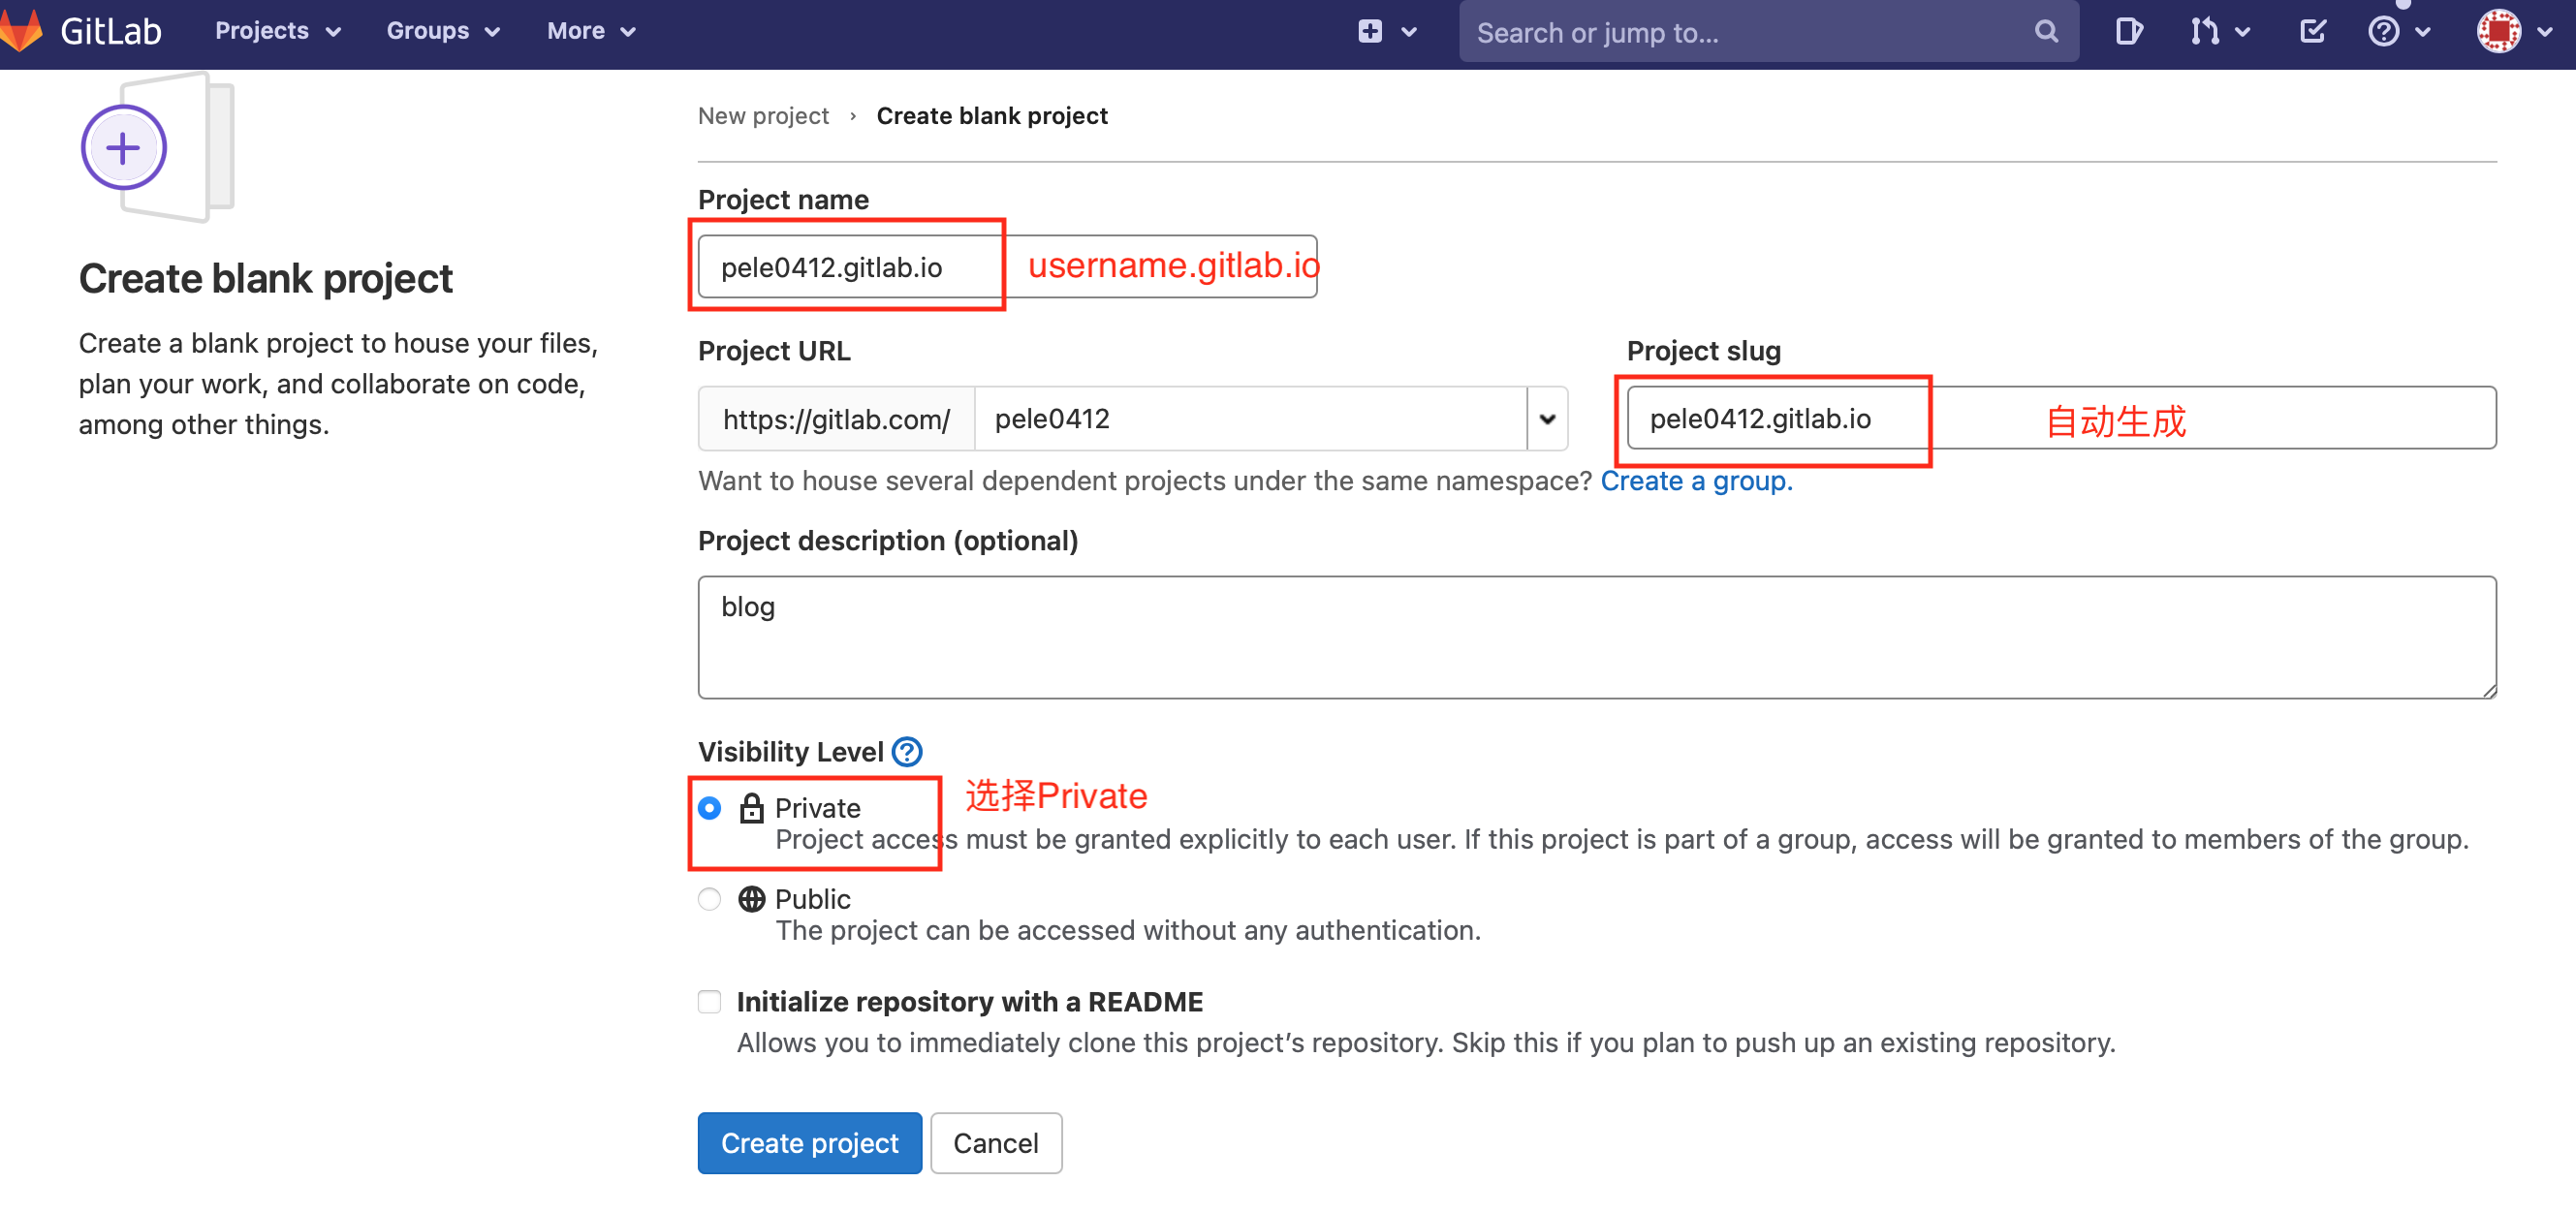 GitLab Projects Groups More Search or jump to...
New project › Create blank project
Create blank project
Create a blank project to house your files,
plan your work, and collaborate on code,
among other things.
Project name
pele0412.gitlab.io username.gitlab.io
Project URL Project slug
https://gitlab.com/ pele0412 pele0412.gitlab.io 自动生成
Want to house several dependent projects under the same namespace? Create a group.
Project description (optional)
blog
Visibility Level
Private 选择Private
Project access must be granted explicitly to each user. If this project is part of a group, access will be granted to members of the group.
Public
The project can be accessed without any authentication.
Initialize repository with a README
Allows you to immediately clone this project’s repository. Skip this if you plan to push up an existing repository.
Create project Cancel